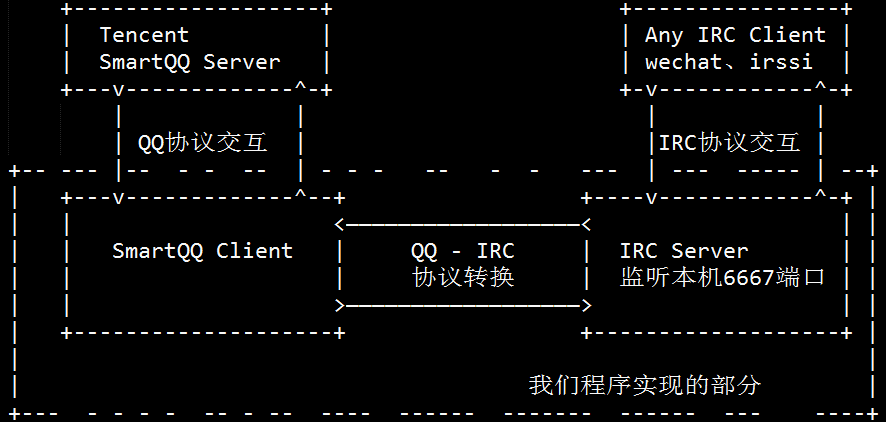 Tencent
SmartQQ Server
Any IRC Client
wechat、irssi
QQ协议交互
IRC协议交互
SmartQQ Client
QQ - IRC
协议转换
IRC Server
监听本机6667端口
我们程序实现的部分